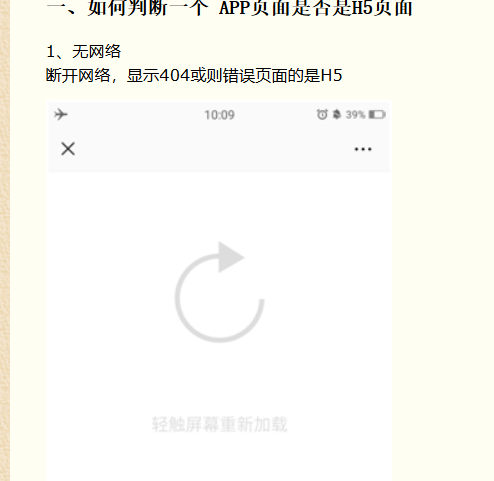 一、如何判断一个 APP页面是否是H5页面
1、无网络
断开网络，显示404或则错误页面的是H5
10:09 39%
轻触屏幕重新加载